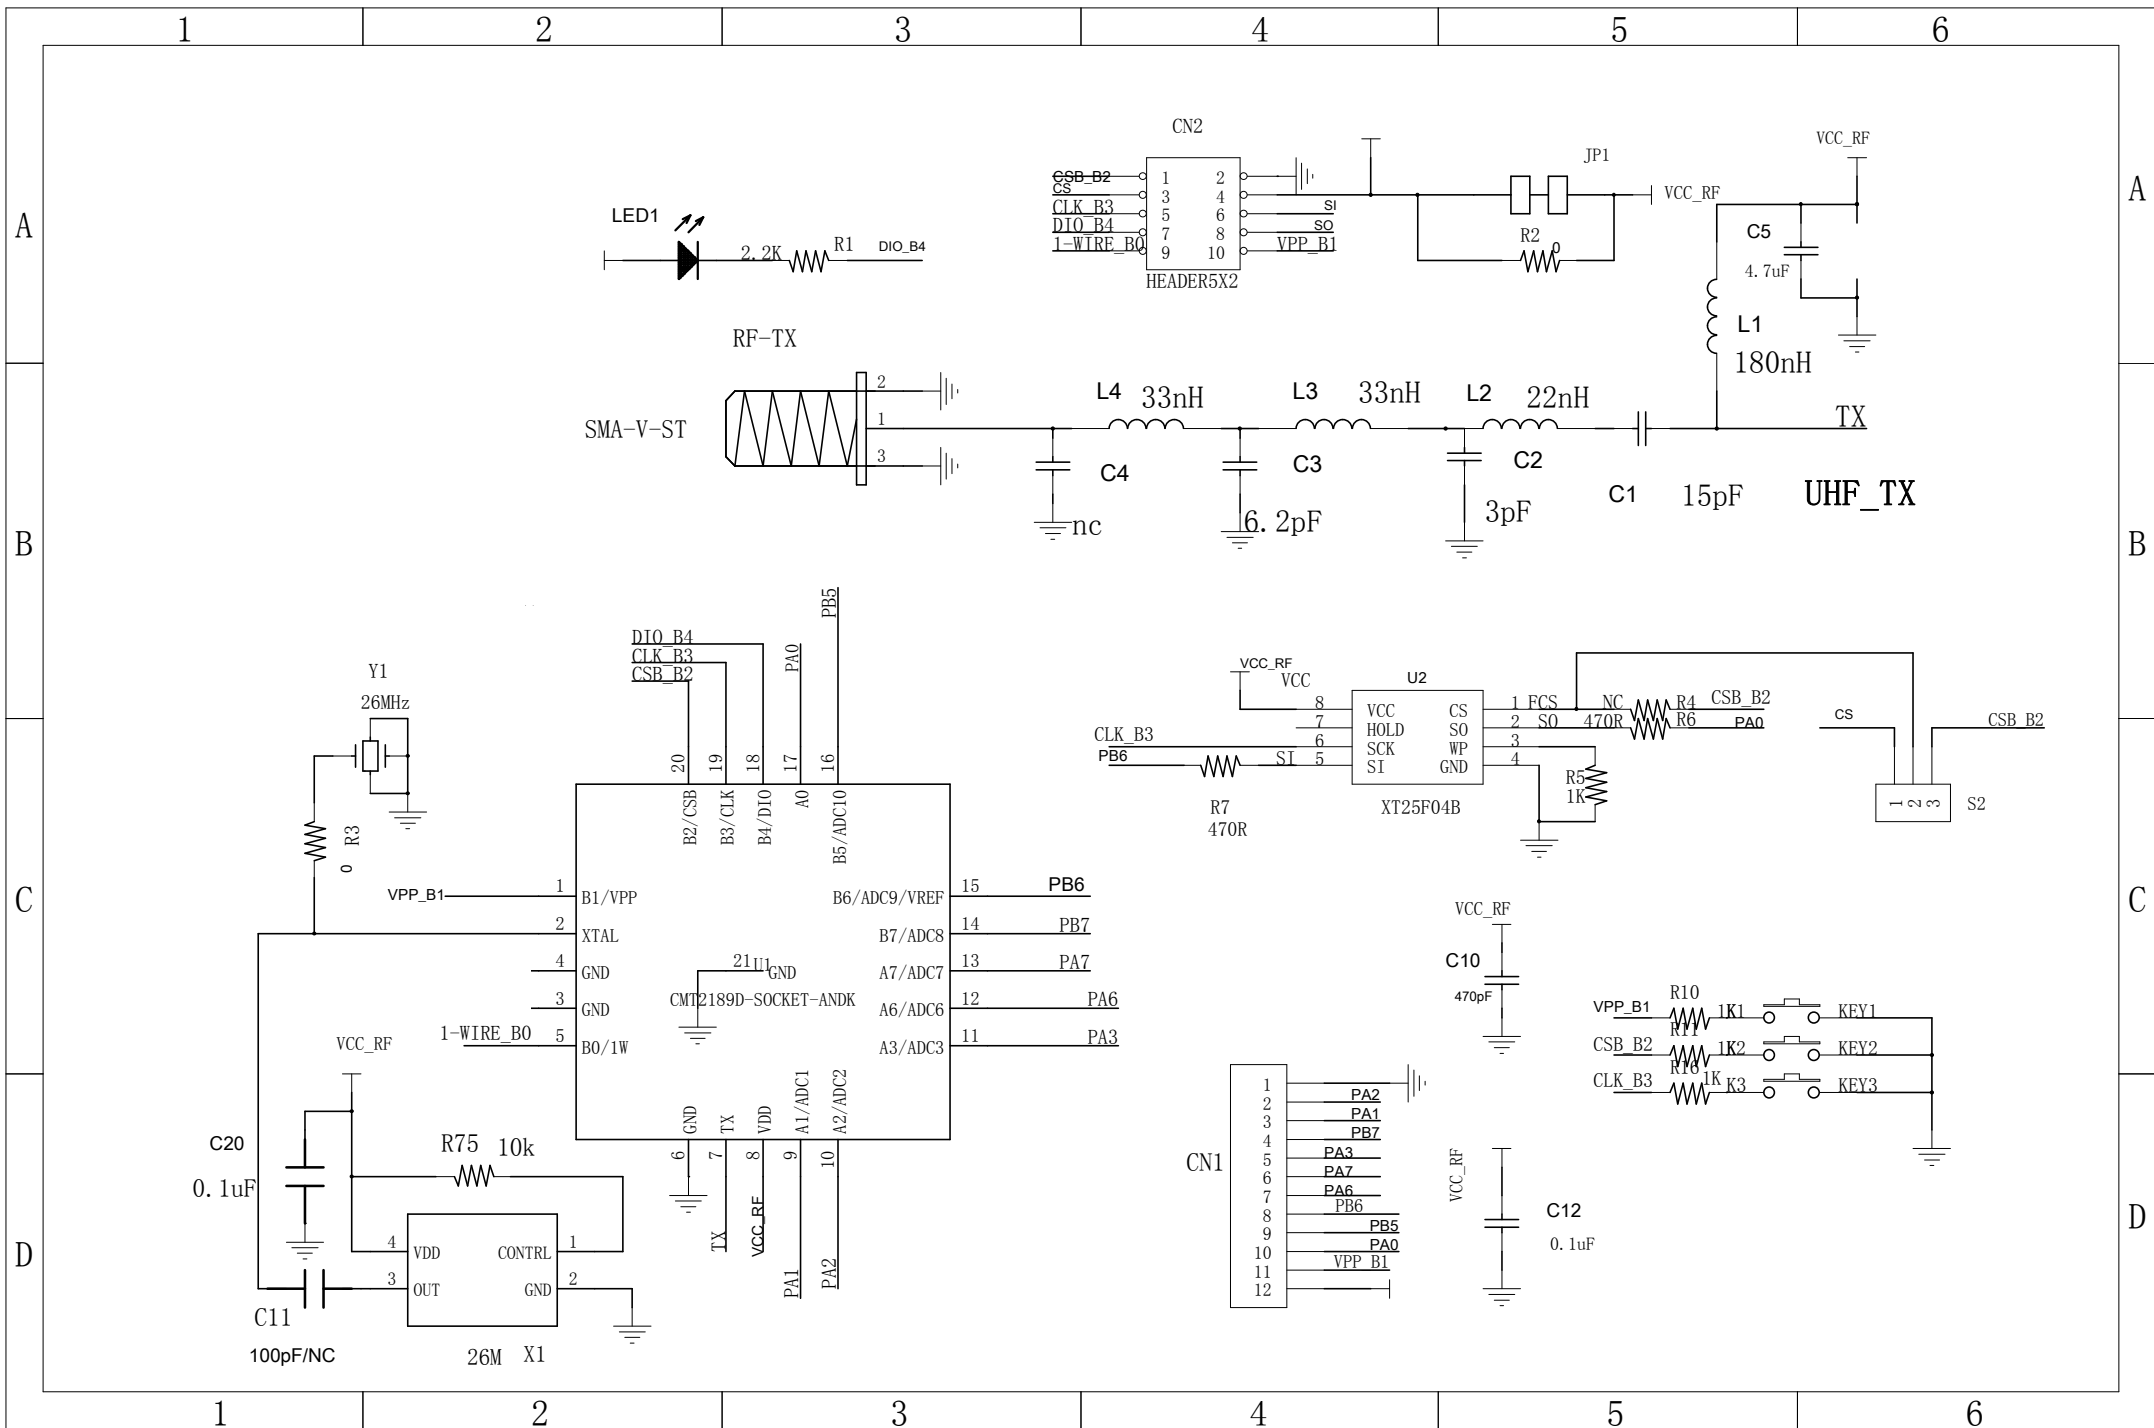 1 2 3 4 5 6
A
A
B
B
C
C
D
D
CN2
CSB_B2
CS
CLK_B3
DIO_B4
1-WIRE_B0
1 2
3 4
5 6
7 8
9 10
SI
SO
VPP_B1
HEADER5X2
JP1
VCC_RF
R2
0
VCC_RF
C5
4.7uF
L1
180nH
LED1
2.2K
R1
DIO_B4
RF-TX
SMA-V-ST
2
1
3
L4 33nH
L3 33nH
L2 22nH
TX
C4
C3
C2
C1 15pF
UHF_TX
nc
6.2pF
3pF
Y1
26MHz
R3
0
DIO_B4
CLK_B3
CSB_B2
PA0
PB5
20
19
18
17
16
B2/CSB
B3/CLK
B4/DIO
A0
B5/ADC10
VPP_B1
1 B1/VPP
2 XTAL
4 GND
3 GND
1-WIRE_B0
5 B0/1W
21 U1 GND
CMT2189D-SOCKET-ANDK
B6/ADC9/VREF 15 PB6
B7/ADC8 14 PB7
A7/ADC7 13 PA7
A6/ADC6 12 PA6
A3/ADC3 11 PA3
GND
TX
VDD
A1/ADC1
A2/ADC2
6
7
8
9
10
TX
VCC_RF
PA1
PA2
VCC_RF
VCC
U2
8 VCC
7 HOLD
6 SCK
5 SI
CS 1 FCS
SO 2 SO
WP 3
GND 4
CLK_B3
PB6
SI
R7
470R
XT25F04B
NC R4 CSB_B2
470R R6 PA0
R5
1K
CS
CSB_B2
1 2 3
S2
VCC_RF
C10
470pF
VPP_B1 R10 1K K1 KEY1
CSB_B2 R11 1K K2 KEY2
CLK_B3 R16 1K K3 KEY3
VCC_RF
C20
0.1uF
R75 10k
4 VDD
3 OUT
CONTRL 1
GND 2
C11
100pF/NC
26M X1
CN1
1
2 PA2
3 PA1
4 PB7
5 PA3
6 PA7
7 PA6
8 PB6
9 PB5
10 PA0
11 VPP_B1
12
VCC_RF
C12
0.1uF
1 2 3 4 5 6